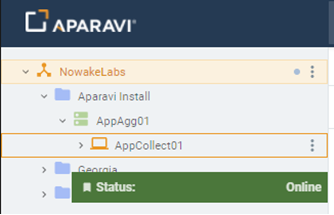 APARAVI
NowakeLabs
Aparavi Install
AppAgg01
AppCollect01
Georgia
Status: Online